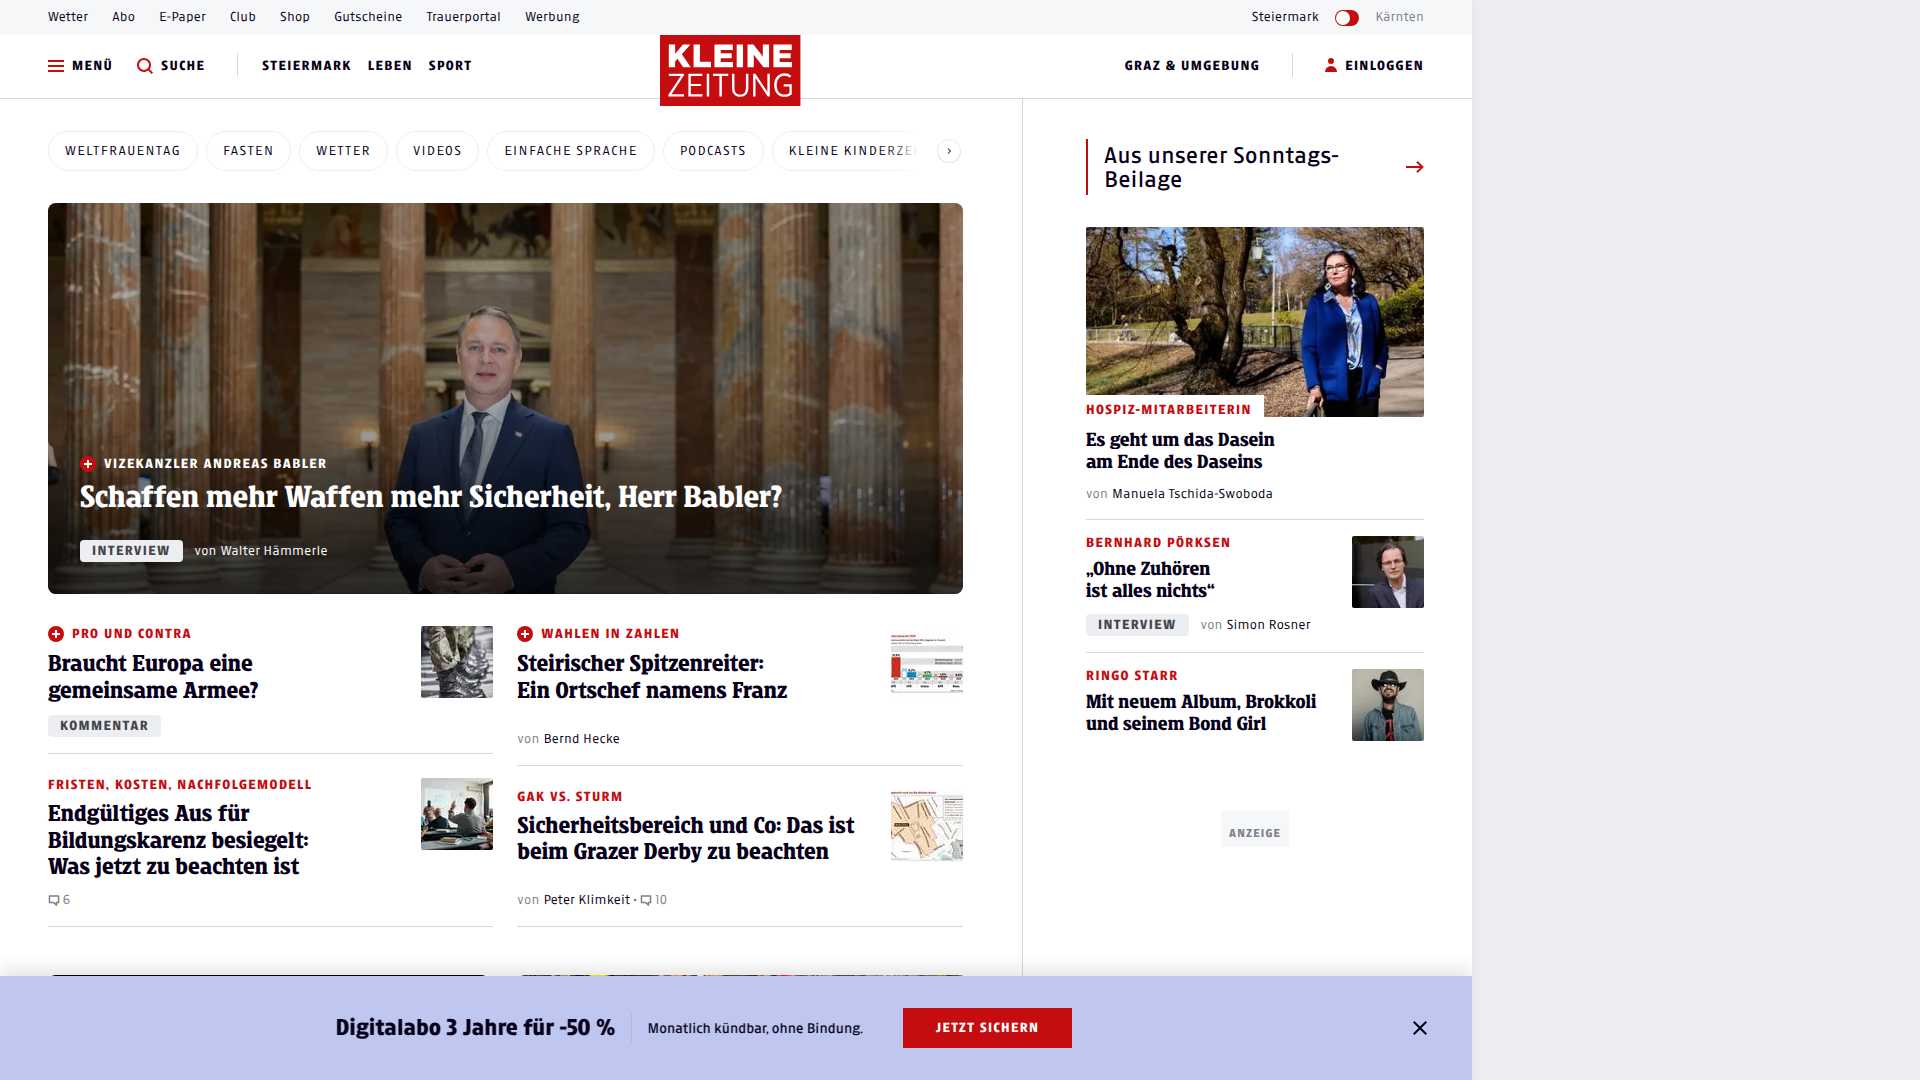 Wetter Abo E-Paper Club Shop Gutscheine Trauerportal Werbung Steiermark Kärnten
MENÜ SUCHE STEIERMARK LEBEN SPORT KLEINE ZEITUNG GRAZ & UMGEBUNG EINLOGGEN
WELTFRAUENTAG FASTEN WETTER VIDEOS EINFACHE SPRACHE PODCASTS
VIZEKANZLER ANDREAS BABLER
Schaffen mehr Waffen mehr Sicherheit, Herr Babler?
INTERVIEW von Walter Hämmerle
PRO UND CONTRA
Braucht Europa eine
gemeinsame Armee?
KOMMENTAR
FRISTEN, KOSTEN, NACHFOLGEMODELL
Endgültiges Aus für
Bildungskarenz besiegelt:
Was jetzt zu beachten ist
6
WAHLEN IN ZAHLEN
Steirischer Spitzenreiter:
Ein Ortschef namens Franz
von Bernd Hecke
GAK VS. STURM
Sicherheitsbereich und Co: Das ist
beim Grazer Derby zu beachten
von Peter Klimkeit • 10
Aus unserer Sonntags-
Beilage
HOSPIZ-MITARBEITERIN
Es geht um das Dasein
am Ende des Daseins
von Manuela Tschida-Swoboda
BERNHARD PÖRKSEN
„Ohne Zuhören
ist alles nichts“
INTERVIEW von Simon Rosner
RINGO STARR
Mit neuem Album, Brokkoli
und seinem Bond Girl
ANZEIGE
Digitalabo 3 Jahre für -50 % Monatlich kündbar, ohne Bindung. JETZT SICHERN